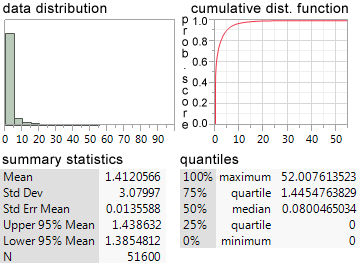 data distribution
0 10 20 30 40 50 60 70 80 90
cumulative dist. function
prob. score
1.0
0.8
0.6
0.4
0.2
0.0
0 10 20 30 40 50
summary statistics
Mean 1.4120566
Std Dev 3.07997
Std Err Mean 0.0135588
Upper 95% Mean 1.438632
Lower 95% Mean 1.3854812
N 51600
quantiles
100% maximum 52.007613523
75% quartile 1.4454763829
50% median 0.0800465034
25% quartile 0
0% minimum 0